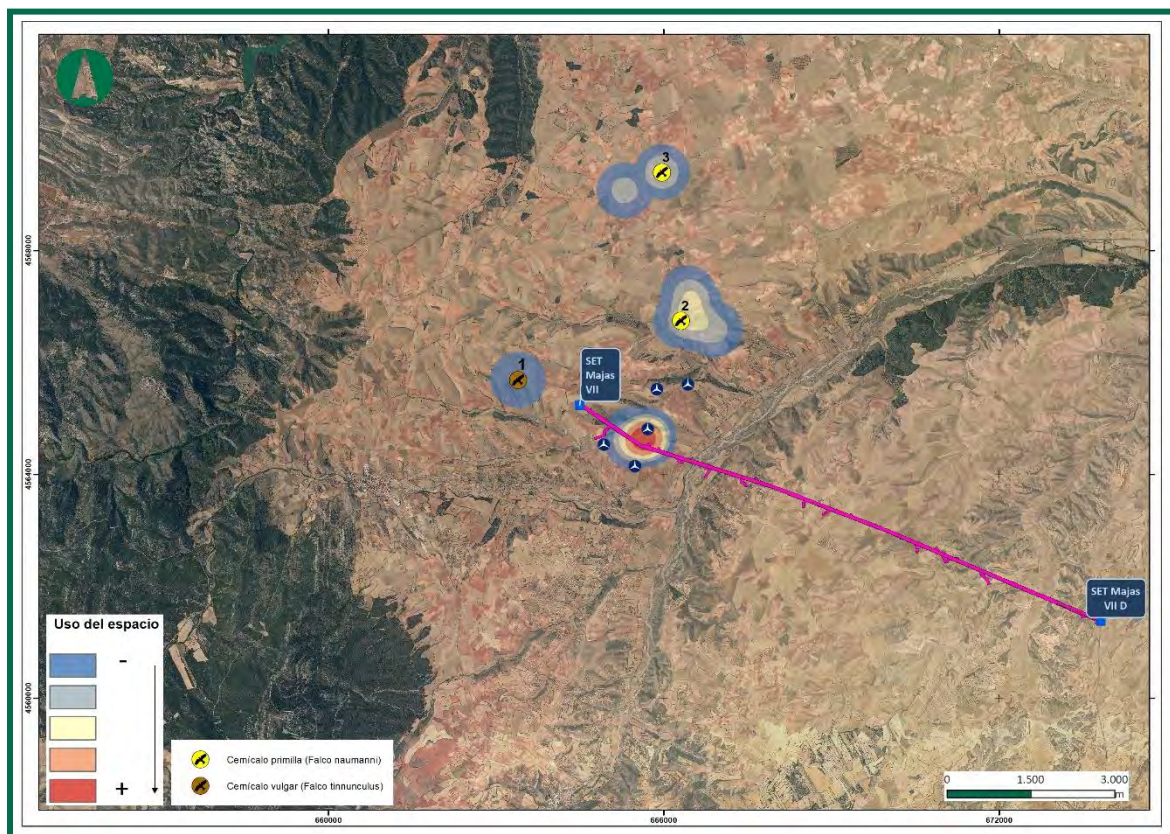 3
4568000
2
1
SET
Majas
VII
4564000
SET Majas
VII D
4560000
Uso del espacio
-
+
Cernícalo primilla (Falco naumanni)
Cernícalo vulgar (Falco tinnunculus)
0 1.500 3.000
m
660000 666000 672000